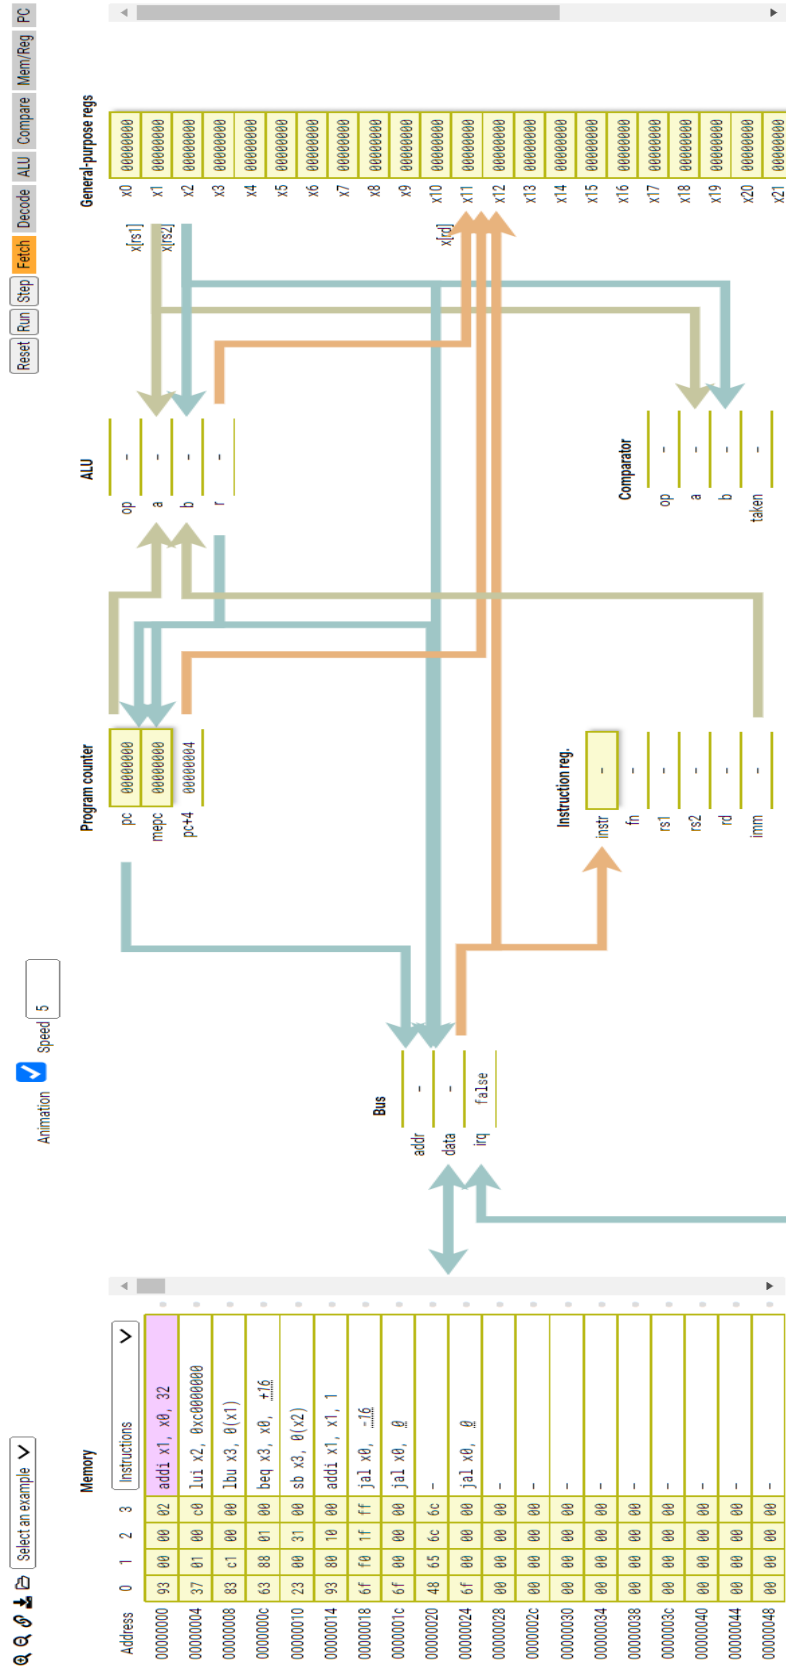 Select an example
Animation
Speed 5
Reset Run Step Fetch Decode ALU Compare Mem/Reg PC
Memory
Address 0 1 2 3 Instructions
00000000 93 00 00 02 addi x1, x0, 32
00000004 37 01 00 c0 lui x2, 0xc0000000
00000008 83 c1 00 00 lbu x3, 0(x1)
0000000c 63 88 01 00 beq x3, x0, +16
00000010 23 00 31 00 sb x3, 0(x2)
00000014 93 80 10 00 addi x1, x1, 1
00000018 6f f0 1f ff jal x0, -16
0000001c 6f 00 00 00 jal x0, 0
00000020 48 65 6c 6c -
00000024 6f 00 00 00 jal x0, 0
00000028 00 00 00 00 -
0000002c 00 00 00 00 -
00000030 00 00 00 00 -
00000034 00 00 00 00 -
00000038 00 00 00 00 -
0000003c 00 00 00 00 -
00000040 00 00 00 00 -
00000044 00 00 00 00 -
00000048 00 00 00 00 -
Bus
addr -
data -
irq false
Program counter
pc 00000000
mepc 00000000
pc+4 00000004
Instruction reg.
instr -
fn -
rs1 -
rs2 -
rd -
imm -
ALU
op -
a -
b -
r -
Comparator
op -
a -
b -
taken -
x[rs1]
x[rs2]
x[rd]
General-purpose regs
x0 00000000
x1 00000000
x2 00000000
x3 00000000
x4 00000000
x5 00000000
x6 00000000
x7 00000000
x8 00000000
x9 00000000
x10 00000000
x11 00000000
x12 00000000
x13 00000000
x14 00000000
x15 00000000
x16 00000000
x17 00000000
x18 00000000
x19 00000000
x20 00000000
x21 00000000